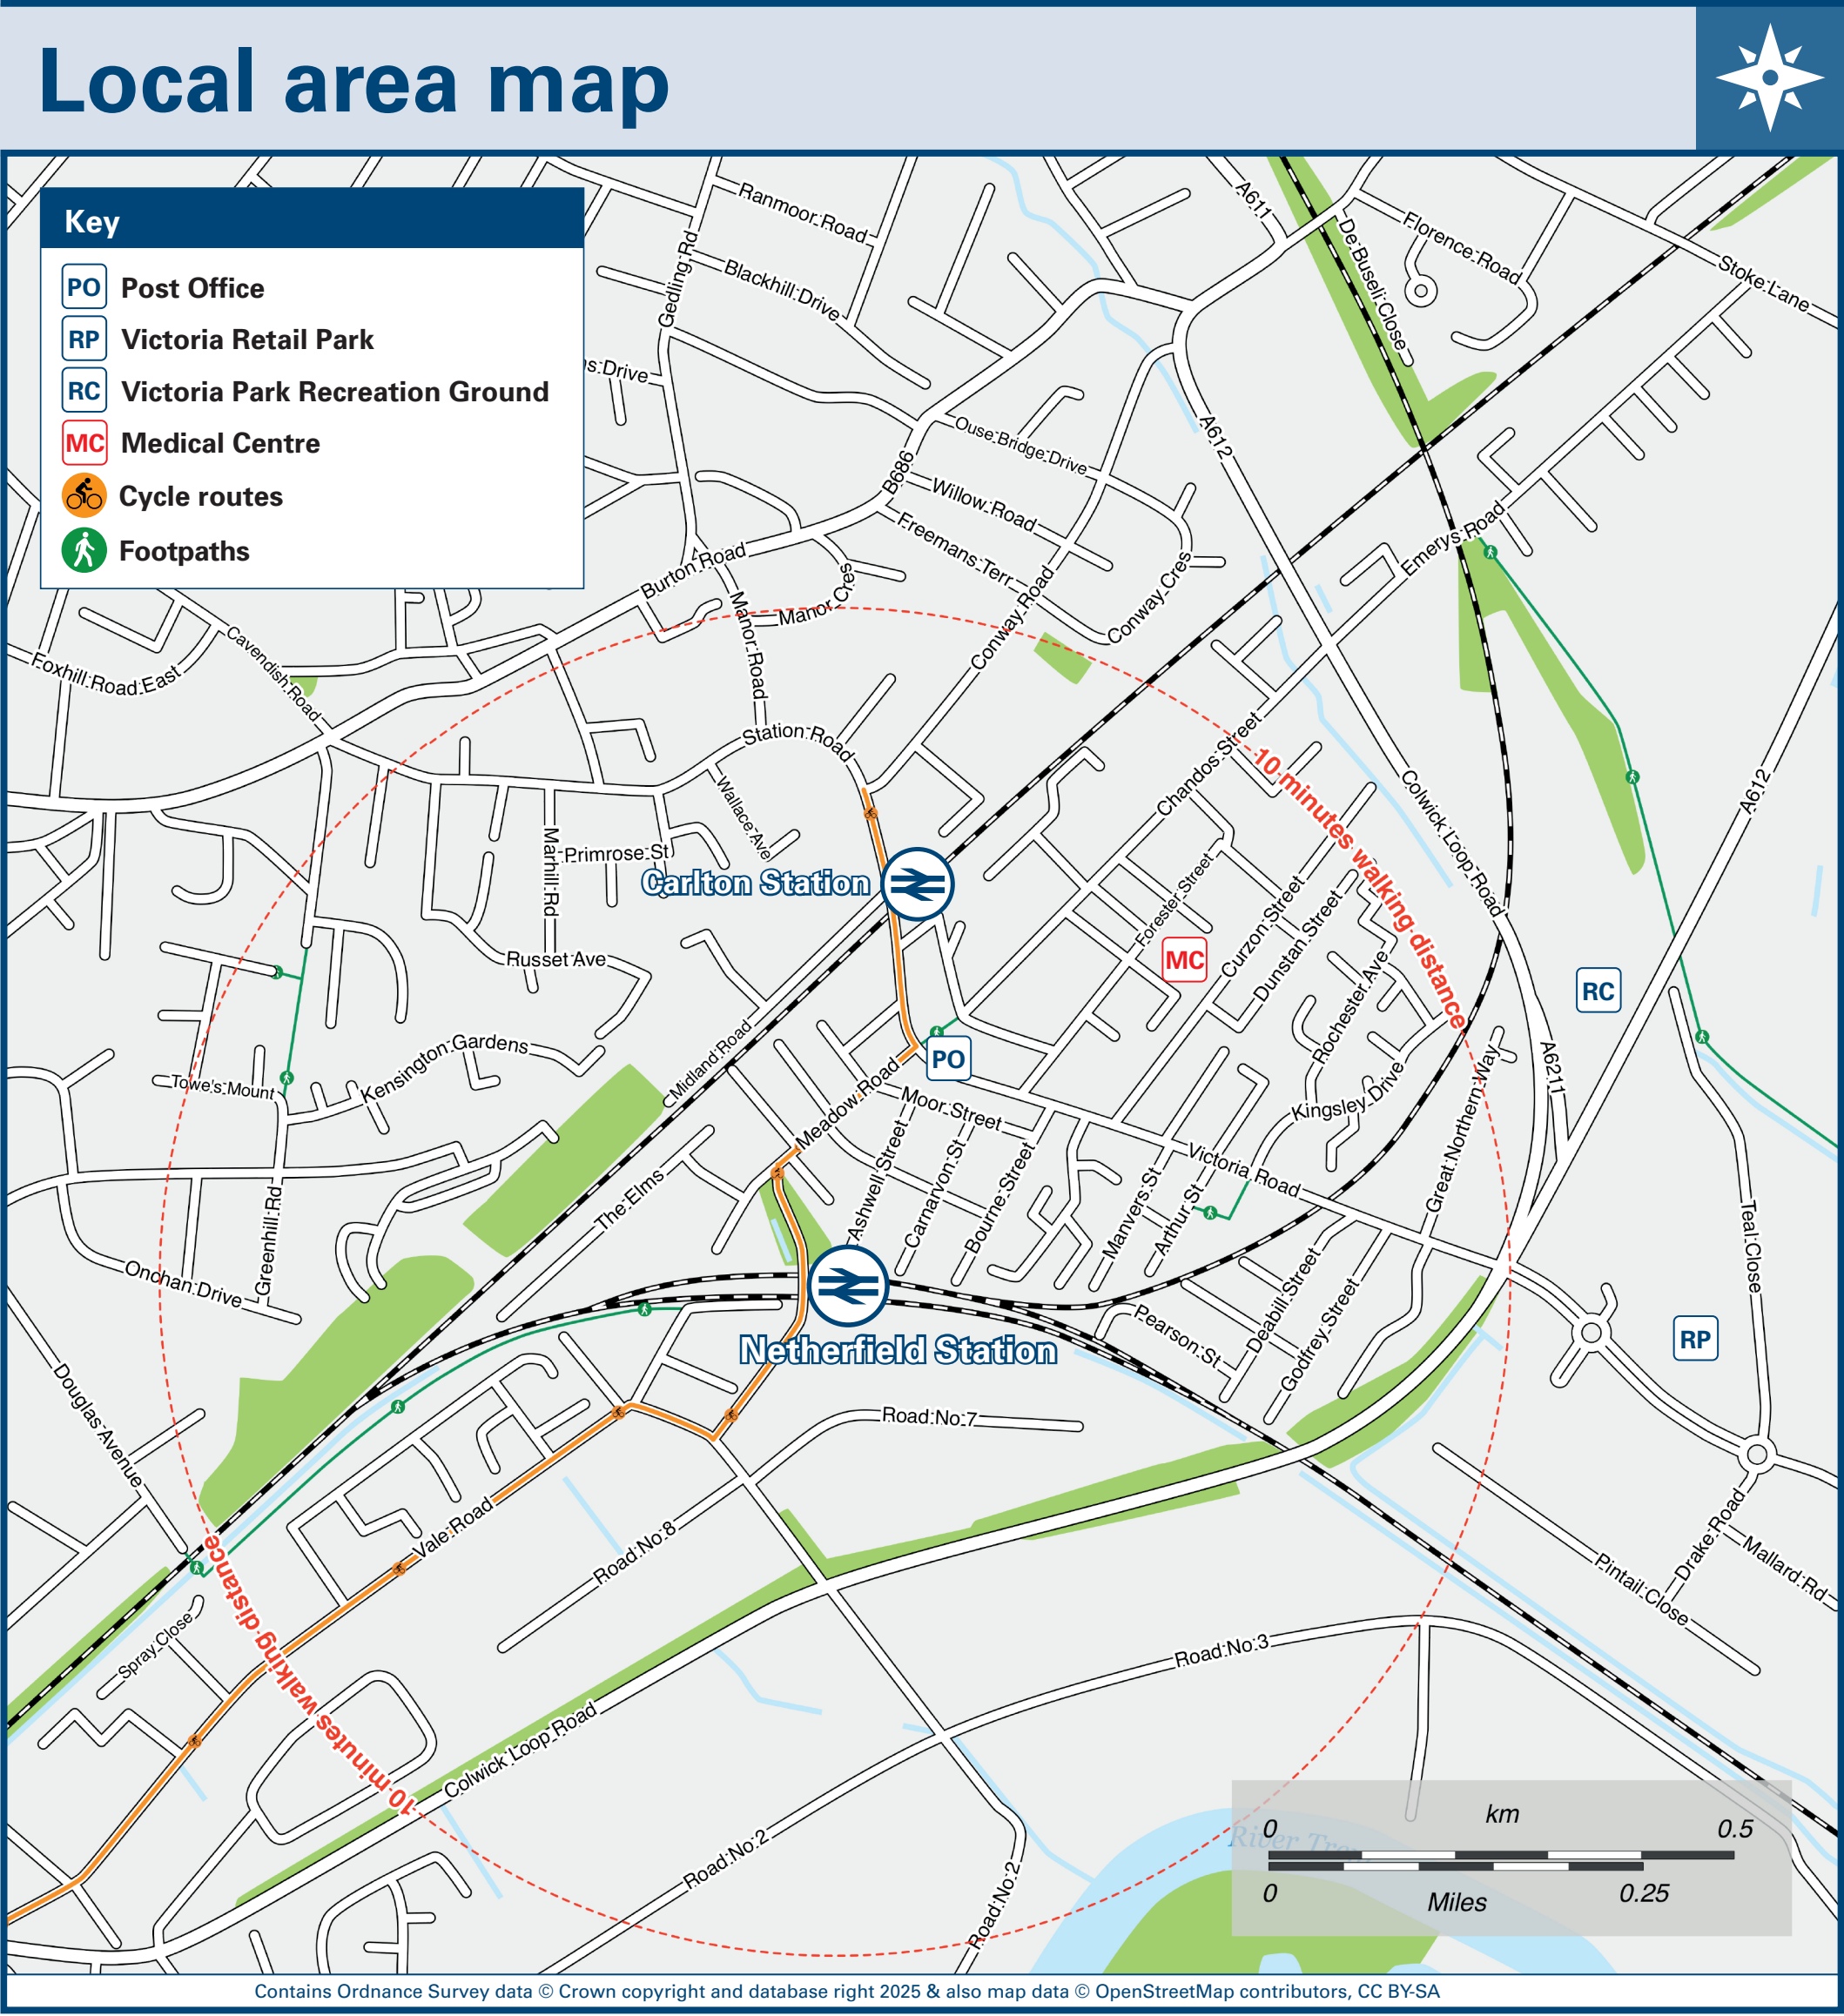 Local area map
Key
PO Post Office
RP Victoria Retail Park
RC Victoria Park Recreation Ground
MC Medical Centre
Cycle routes
Footpaths
Ranmoor Road
A611
De Buseli Close
Florence Road
Stoke Lane
Gedling Rd
Blackhill Drive
ns Drive
Ouse Bridge Drive
A612
B686
Willow Road
Freemans Terr
Emerys Road
Burton Road
Manor Cres
Manor Road
Conway Road
Conway Cres
Foxhill Road East
Cavendish Road
Station Road
Chandos Street
10 minutes walking distance
Colwick Loop Road
A612
Wallace Ave
Marhill Rd
Primrose St
Carlton Station
Forester Street
Curzon Street
Dunstan Street
MC
RC
Russet Ave
Rochester Ave
Midland Road
Kensington Gardens
Towe's Mount
PO
Meadow Road
Moor Street
Kingsley Drive
A6211
Great Northern Way
Ashwell Street
Carnarvon St
Bourne Street
Victoria Road
Manvers St
Arthur St
The Elms
Greenhill Rd
Onchan Drive
Teal Close
Netherfield Station
Pearson St
Deabill Street
Godfrey Street
RP
Douglas Avenue
Road No 7
Vale Road
Road No 8
Drake Road
Mallard Rd
Pintail Close
Spray Close
10 minutes walking distance
Road No 3
Colwick Loop Road
Road No 2
Road No 2
River Tre
km
0 0.5
0 0.25
Miles
Contains Ordnance Survey data © Crown copyright and database right 2025 & also map data © OpenStreetMap contributors, CC BY-SA